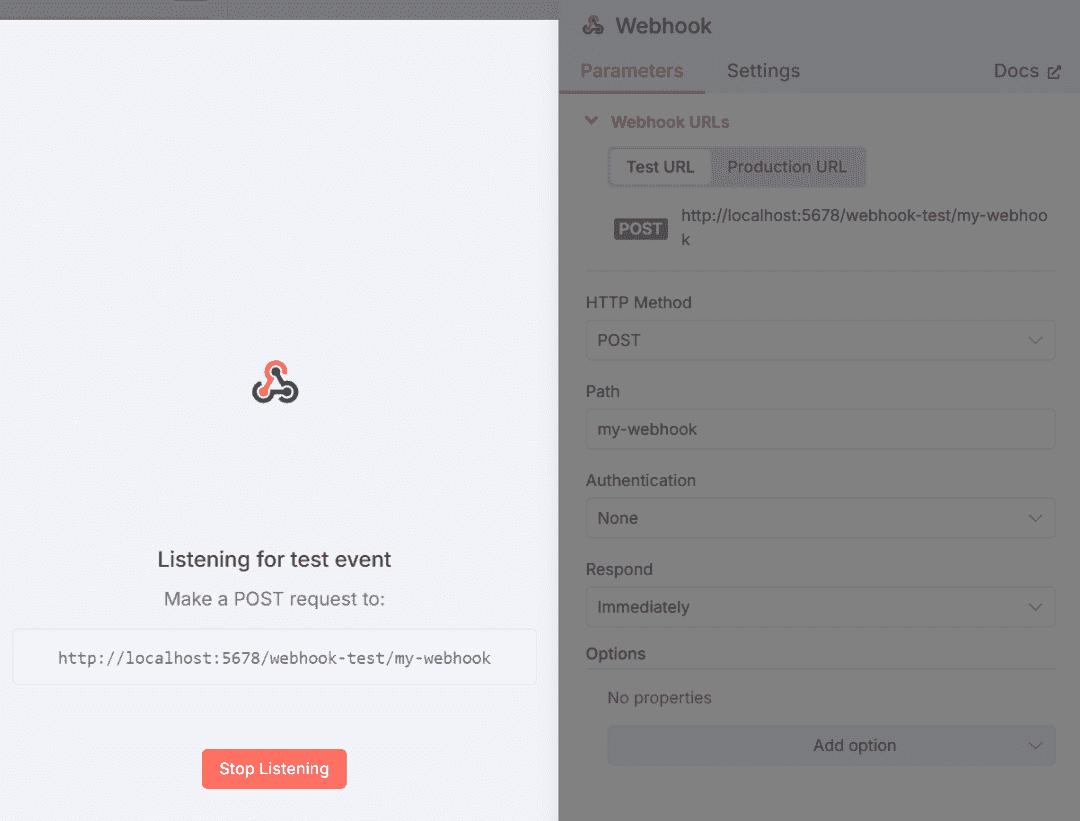 Listening for test event
Make a POST request to:
http://localhost:5678/webhook-test/my-webhook
Stop Listening
Webhook
Parameters Settings Docs
Webhook URLs
Test URL Production URL
POST http://localhost:5678/webhook-test/my-webhoo
k
HTTP Method
POST
Path
my-webhook
Authentication
None
Respond
Immediately
Options
No properties
Add option